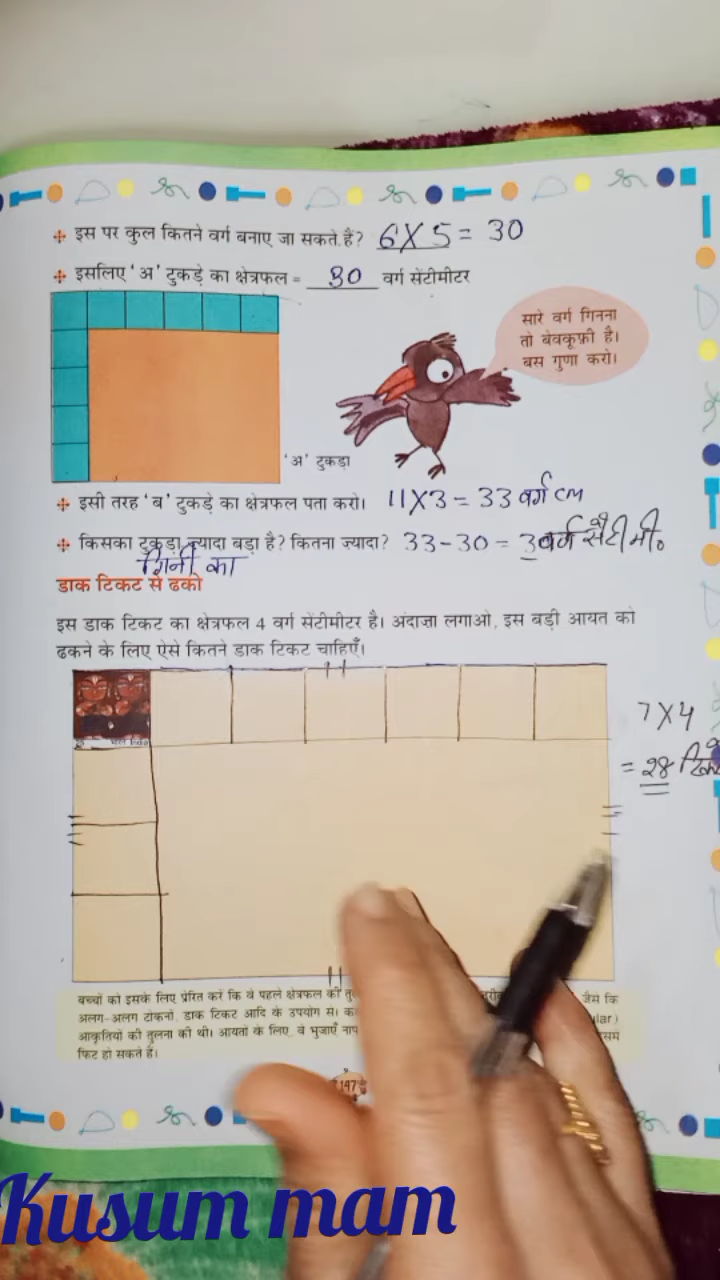 इस पर कुल कितने वर्ग बनाए जा सकते हैं? 6X5 = 30
इसलिए 'अ' टुकड़े का क्षेत्रफल = 30 वर्ग सेंटीमीटर
सारे वर्ग गिनना
तो बेवकूफ़ी है।
बस गुणा करो।
'अ' टुकड़ा
इसी तरह 'ब' टुकड़े का क्षेत्रफल पता करो। 11X3 = 33 वर्ग cm
किसका टुकड़ा ज़्यादा बड़ा है? कितना ज़्यादा? 33-30 = 3 वर्ग सैंटीमी०
गिनी का
डाक टिकट से ढको
इस डाक टिकट का क्षेत्रफल 4 वर्ग सेंटीमीटर है। अंदाज़ा लगाओ, इस बड़ी आयत को
ढकने के लिए ऐसे कितने डाक टिकट चाहिएँ।
7X4
= 28
बच्चों को इसके लिए प्रेरित करें कि वे पहले क्षेत्रफल की जैसे कि
अलग-अलग टोकनों, डाक टिकट आदि के उपयोग से। lar)
आकृतियों की तुलना की थी। आयतों के लिए, वे भुजाएँ नाप
फिट हो सकते हैं।
147
Kusum mam